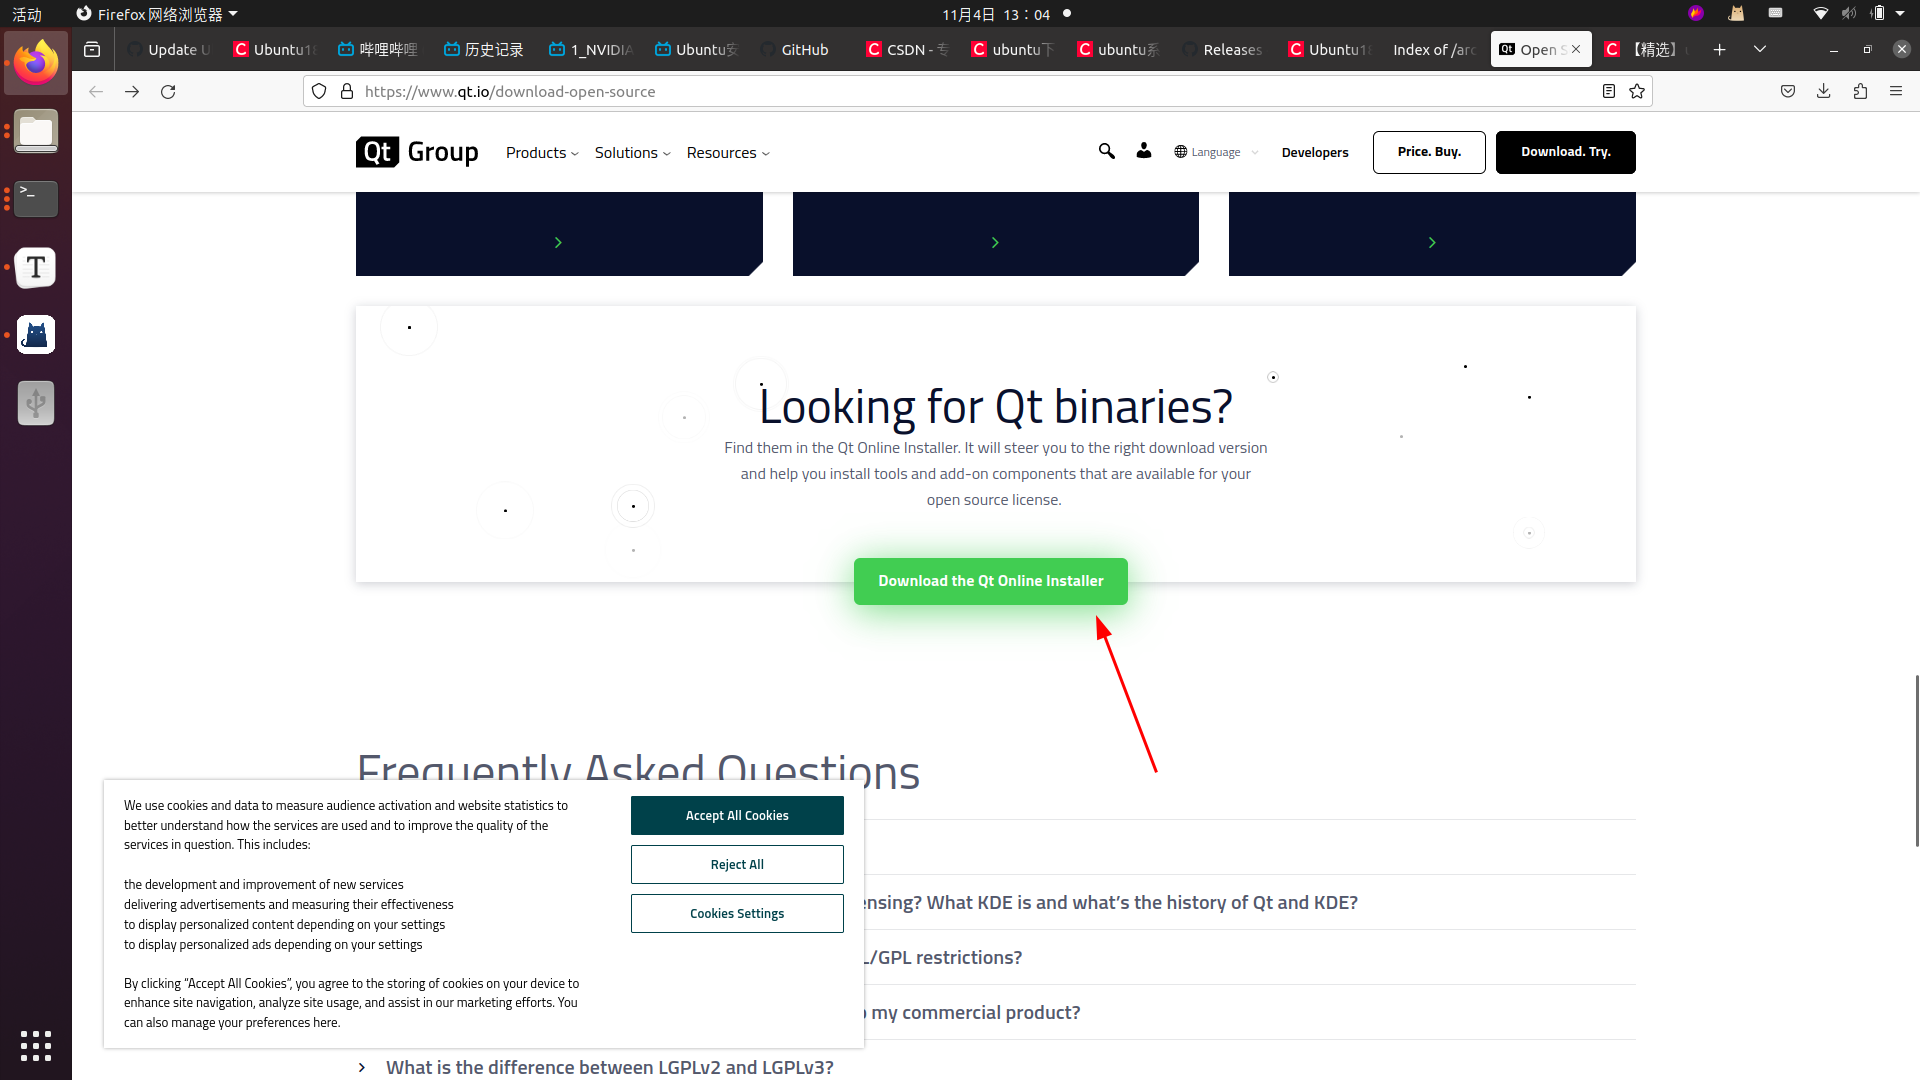 活动
Firefox 网络浏览器
11月4日 13：04
Update U
Ubuntu18
哔哩哔哩
历史记录
1_NVIDIA
Ubuntu安
GitHub
CSDN - 专
ubuntu下
ubuntu系
Releases
Ubuntu18
Index of /arc
Qt Open S
【精选】u
https://www.qt.io/download-open-source
Qt Group
Products
Solutions
Resources
Language
Developers
Price. Buy.
Download. Try.
Looking for Qt binaries?
Find them in the Qt Online Installer. It will steer you to the right download version
and help you install tools and add-on components that are available for your
open source license.
Download the Qt Online Installer
Frequently Asked Questions
We use cookies and data to measure audience activation and website statistics to
better understand how the services are used and to improve the quality of the
services in question. This includes:
the development and improvement of new services
delivering advertisements and measuring their effectiveness
to display personalized content depending on your settings
to display personalized ads depending on your settings
By clicking “Accept All Cookies”, you agree to the storing of cookies on your device to
enhance site navigation, analyze site usage, and assist in our marketing efforts. You
can also manage your preferences here.
Accept All Cookies
Reject All
Cookies Settings
ensing? What KDE is and what’s the history of Qt and KDE?
L/GPL restrictions?
my commercial product?
What is the difference between LGPLv2 and LGPLv3?